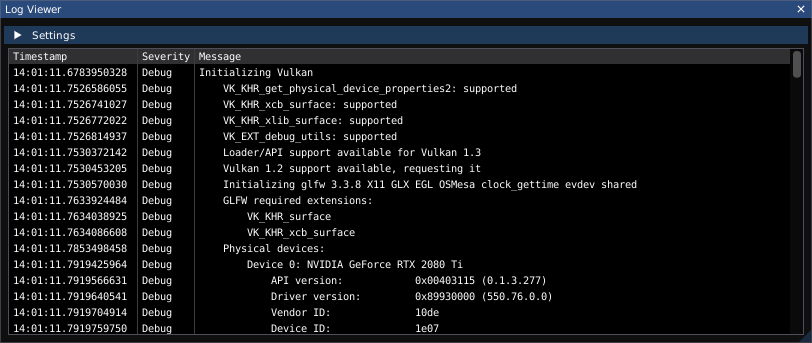 Log Viewer
Settings
Timestamp Severity Message
14:01:11.6783950328 Debug Initializing Vulkan
14:01:11.7526586055 Debug VK_KHR_get_physical_device_properties2: supported
14:01:11.7526741027 Debug VK_KHR_xcb_surface: supported
14:01:11.7526772022 Debug VK_KHR_xlib_surface: supported
14:01:11.7526814937 Debug VK_EXT_debug_utils: supported
14:01:11.7530372142 Debug Loader/API support available for Vulkan 1.3
14:01:11.7530453205 Debug Vulkan 1.2 support available, requesting it
14:01:11.7530570030 Debug Initializing glfw 3.3.8 X11 GLX EGL OSMesa clock_gettime evdev shared
14:01:11.7633924484 Debug GLFW required extensions:
14:01:11.7634038925 Debug VK_KHR_surface
14:01:11.7634086608 Debug VK_KHR_xcb_surface
14:01:11.7853498458 Debug Physical devices:
14:01:11.7919425964 Debug Device 0: NVIDIA GeForce RTX 2080 Ti
14:01:11.7919566631 Debug API version: 0x00403115 (0.1.3.277)
14:01:11.7919640541 Debug Driver version: 0x89930000 (550.76.0.0)
14:01:11.7919704914 Debug Vendor ID: 10de
14:01:11.7919759750 Debug Device ID: 1e07